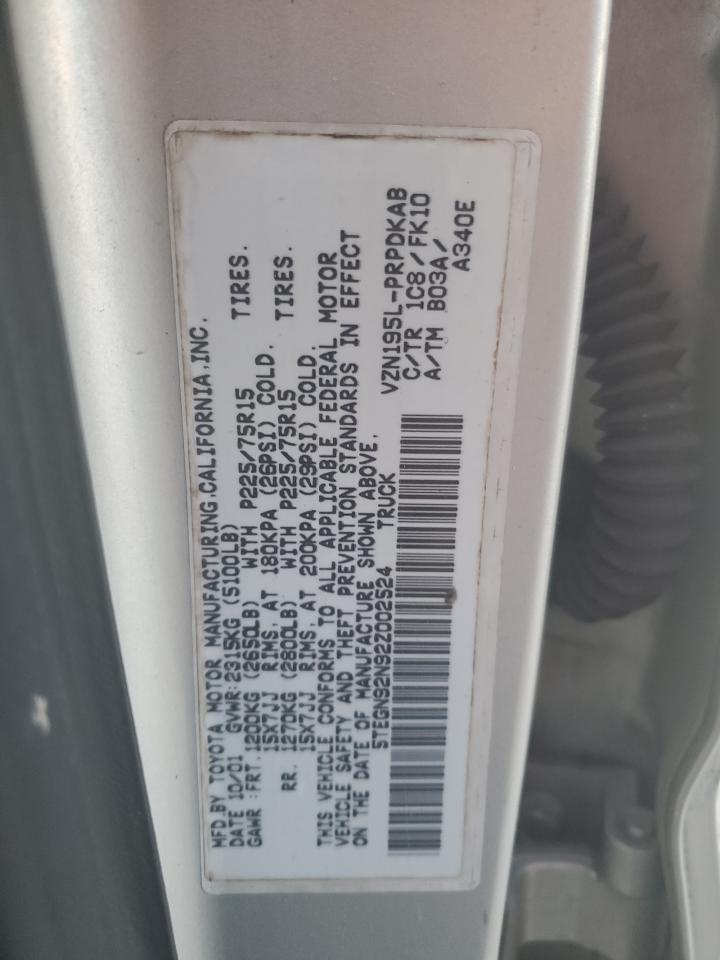 MFD.BY TOYOTA MOTOR MANUFACTURING,CALIFORNIA,INC.
DATE 10/01 GVWR:2315KG (5100LB)
GAWR :FRT.1200KG (2650LB) WITH P225/75R15 TIRES.
15X7JJ RIMS, AT 180KPA (26PSI) COLD.
RR. 1270KG (2800LB) WITH P225/75R15 TIRES.
15X7JJ RIMS, AT 200KPA (29PSI) COLD.
THIS VEHICLE CONFORMS TO ALL APPLICABLE FEDERAL MOTOR
VEHICLE SAFETY AND THEFT PREVENTION STANDARDS IN EFFECT
ON THE DATE OF MANUFACTURE SHOWN ABOVE.
5TEGN92N92Z002524 TRUCK
VZN195L-PRPDKAB
C/TR 1C8/FK10
A/TM B03A/
A340E